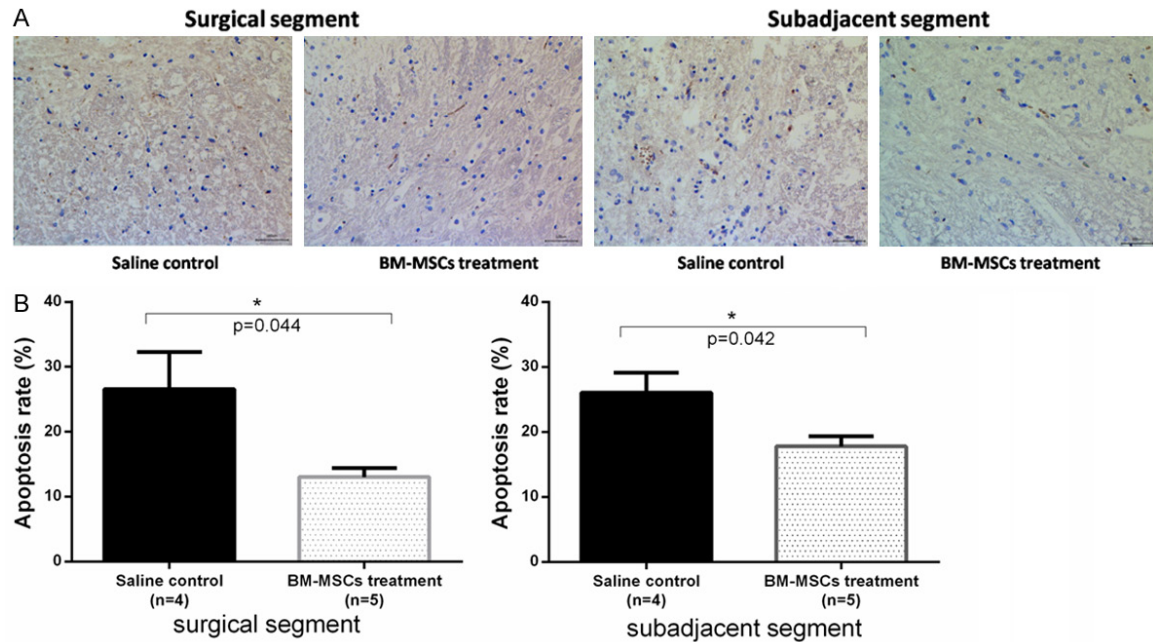 A
Surgical segment
Subadjacent segment
Saline control
BM-MSCs treatment
Saline control
BM-MSCs treatment
B
Apoptosis rate (%)
40
30
20
10
0
*
p=0.044
Saline control
(n=4)
BM-MSCs treatment
(n=5)
surgical segment
Apoptosis rate (%)
40
30
20
10
0
*
p=0.042
Saline control
(n=4)
BM-MSCs treatment
(n=5)
subadjacent segment